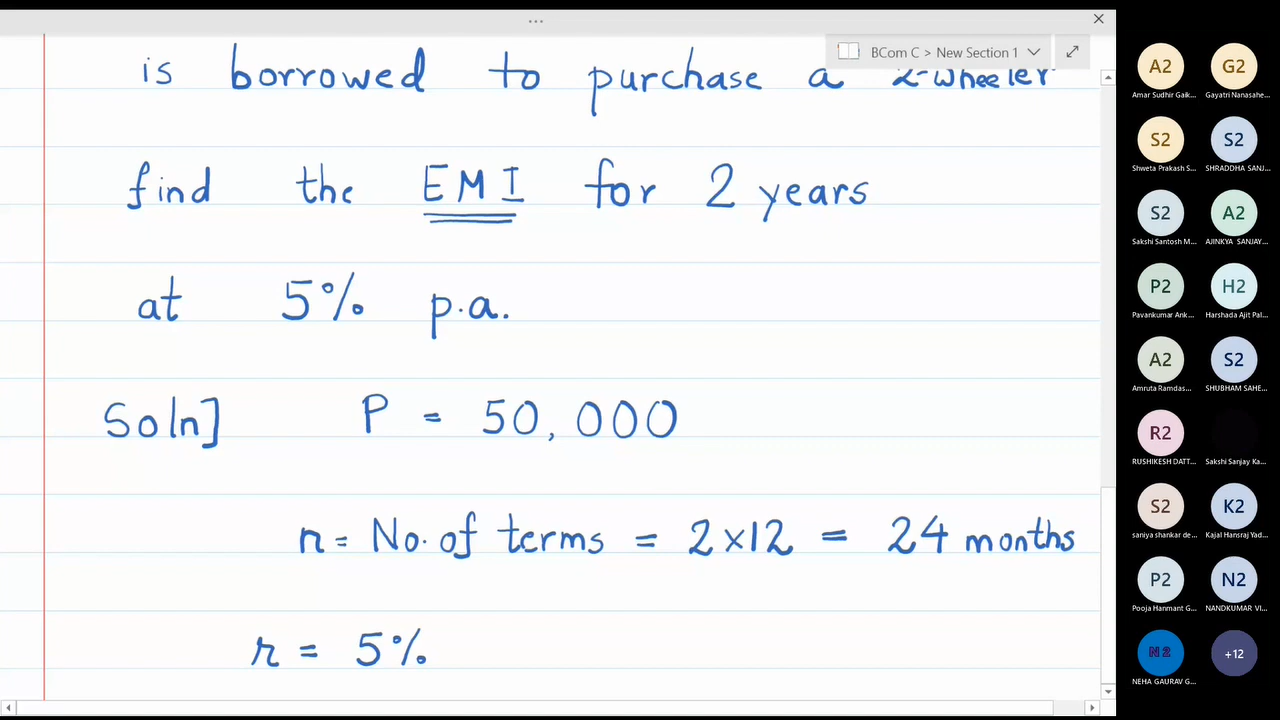 BCom C > New Section 1
is borrowed to purchase a 2-wheeler
find the EMI for 2 years
at 5% p.a.
Soln] P = 50,000
n = No. of terms = 2×12 = 24 months
r = 5%
A2 G2
Amar Sudhir Gaik... Gayatri Nanasahe...
S2 S2
Shweta Prakash S... SHRADDHA SANJ...
S2 A2
Sakshi Santosh M... AJINKYA SANJAY...
P2 H2
Pavankumar Ank... Harshada Ajit Pal...
A2 S2
Amruta Ramdas... SHUBHAM SAHE...
R2
RUSHIKESH DATT... Sakshi Sanjay Ka...
S2 K2
saniya shankar de... Kajal Hansraj Yad...
P2 N2
Pooja Hanmant G... NANDKUMAR VI...
N2 +12
NEHA GAURAV G...